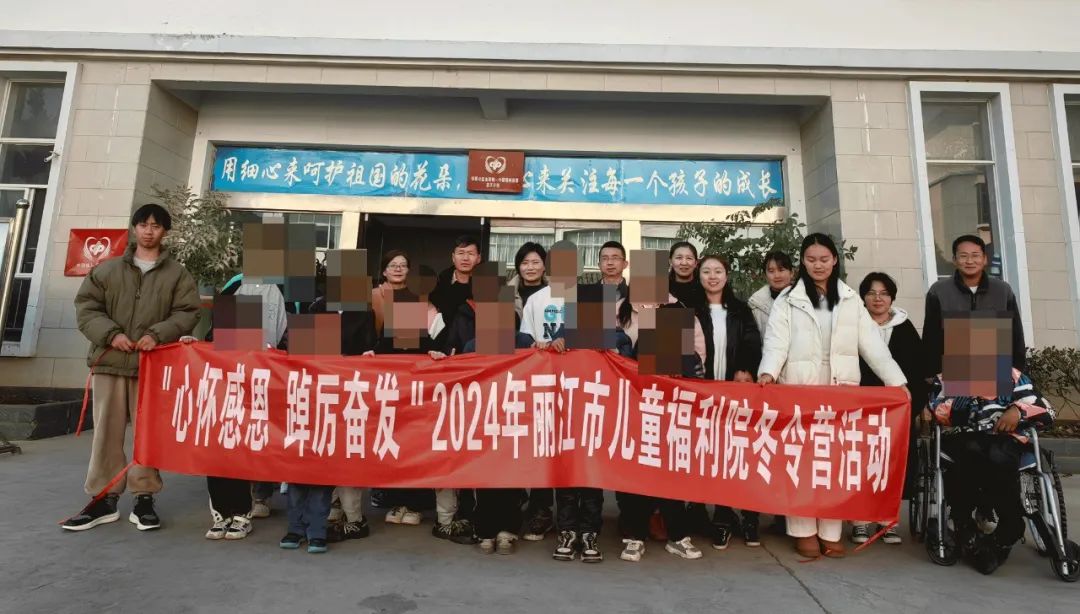 用细心来呵护祖国的花朵，
心来关注每一个孩子的成长
"心怀感恩 踔厉奋发"2024年丽江市儿童福利院冬令营活动